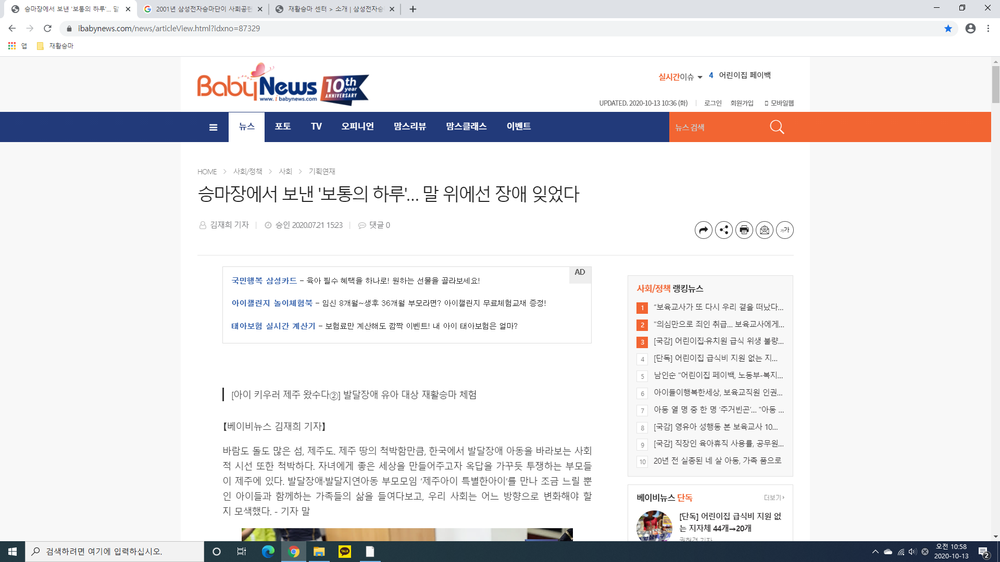 승마장에서 보낸 '보통의 하루'... 말
2001년 삼성전자승마단이 사회공헌
재활승마 센터 > 소개 | 삼성전자승
ibabynews.com/news/articleView.html?idxno=87329
앱
재활승마
BabyNews
www.ibabynews.com
10th year ANNIVERSARY
실시간이슈
4 어린이집 페이백
UPDATED. 2020-10-13 10:36 (화)
로그인
회원가입
모바일웹
뉴스
포토
TV
오피니언
맘스리뷰
맘스클래스
이벤트
뉴스 검색
HOME > 사회/정책 > 사회 > 기획연재
승마장에서 보낸 '보통의 하루'... 말 위에선 장애 잊었다
김재희 기자
승인 2020.07.21 15:23
댓글 0
가가
AD
국민행복 삼성카드 - 육아 필수 혜택을 하나로! 원하는 선물을 골라보세요!
아이챌린지 놀이체험북 - 임신 8개월~생후 36개월 부모라면? 아이챌린지 무료체험교재 증정!
태아보험 실시간 계산기 - 보험료만 계산해도 깜짝 이벤트! 내 아이 태아보험은 얼마?
[아이 키우러 제주 왔수다②] 발달장애 유아 대상 재활승마 체험
【베이비뉴스 김재희 기자】
바람도 돌도 많은 섬, 제주도. 제주 땅의 척박함만큼, 한국에서 발달장애 아동을 바라보는 사회
적 시선 또한 척박하다. 자녀에게 좋은 세상을 만들어주고자 옥답을 가꾸듯 투쟁하는 부모들
이 제주에 있다. 발달장애·발달지연아동 부모모임 ‘제주아이 특별한아이’를 만나 조금 느릴 뿐
인 아이들과 함께하는 가족들의 삶을 들여다보고, 우리 사회는 어느 방향으로 변화해야 할
지 모색했다. - 기자 말
사회/정책 랭킹뉴스
1 “보육교사가 또 다시 우리 곁을 떠났다...
2 "의심만으로 죄인 취급... 보육교사에게...
3 [국감] 어린이집·유치원 급식 위생 불량...
4 [단독] 어린이집 급식비 지원 없는 지...
5 남인순 "어린이집 페이백, 노동부-복지...
6 아이들이행복한세상, 보육교직원 인권...
7 아동 열 명 중 한 명 ‘주거빈곤’... "아동 ...
8 [국감] 영유아 성행동 본 보육교사 10...
9 [국감] 직장인 육아휴직 사용률, 공무원...
10 20년 전 실종된 네 살 아동, 가족 품으로
베이비뉴스 단독
더보기
[단독] 어린이집 급식비 지원 없
는 지자체 44개→20개
검색하려면 여기에 입력하십시오.
TALK
오전 10:58
2020-10-13
2